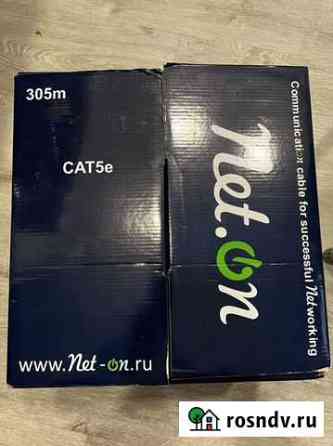 305m
CAT5e
www.Net-on.ru
Net.on
Communication cable for successful Networking
rosndv.ru